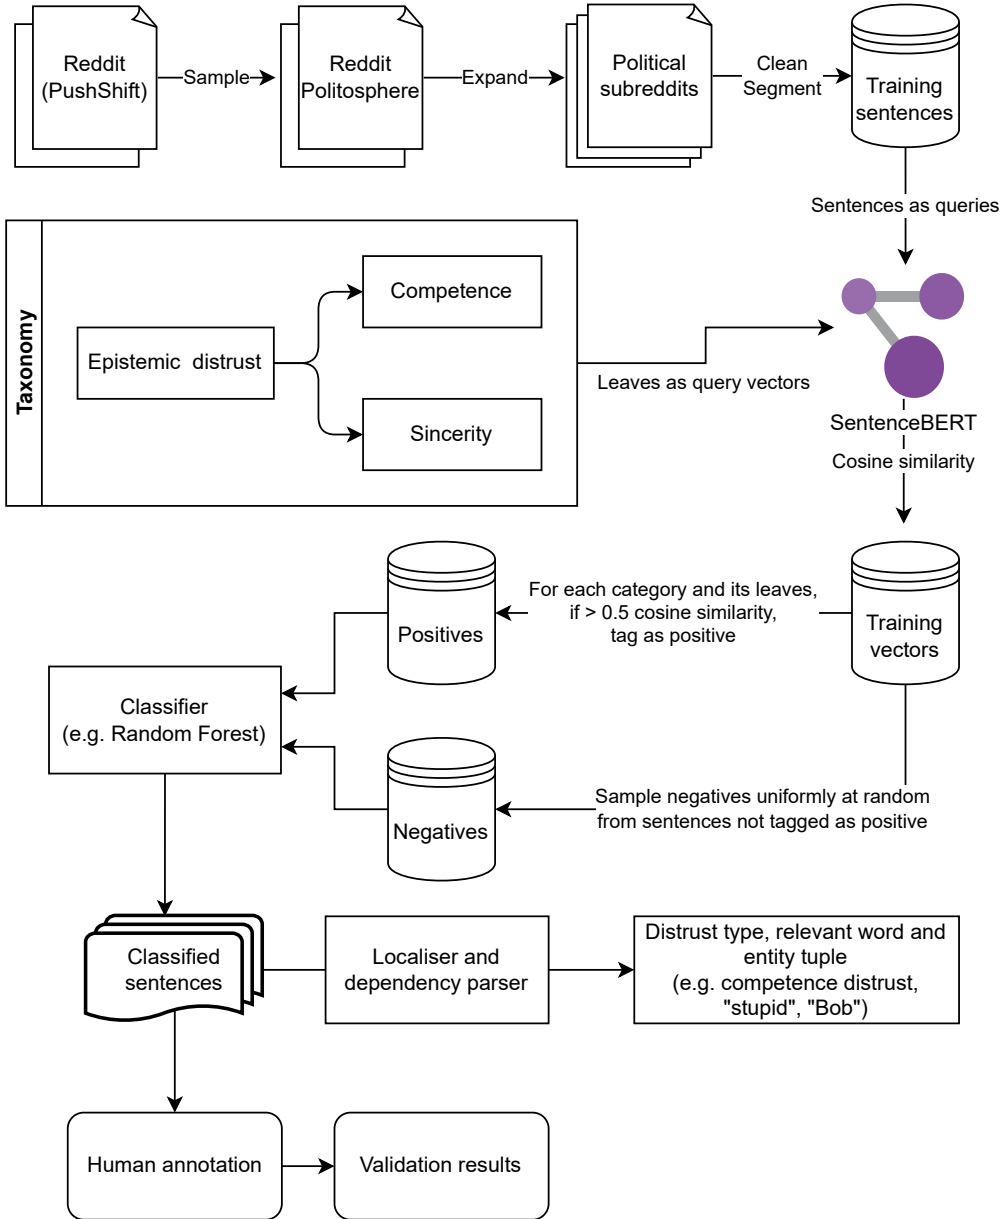 Reddit
(PushShift)
Sample
Reddit
Politosphere
Expand
Political
subreddits
Clean
Segment
Training
sentences
Sentences as queries
Taxonomy
Epistemic distrust
Competence
Sincerity
Leaves as query vectors
SentenceBERT
Cosine similarity
Training
vectors
For each category and its leaves,
if > 0.5 cosine similarity,
tag as positive
Positives
Sample negatives uniformly at random
from sentences not tagged as positive
Negatives
Classifier
(e.g. Random Forest)
Classified
sentences
Localiser and
dependency parser
Distrust type, relevant word and
entity tuple
(e.g. competence distrust,
"stupid", "Bob")
Human annotation
Validation results